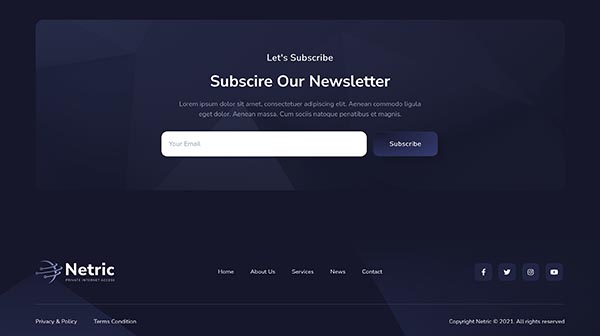 Let's Subscribe
Subscire Our Newsletter
Lorem ipsum dolor sit amet, consectetuer adipiscing elit. Aenean commodo ligula
eget dolor. Aenean massa. Cum sociis natoque penatibus et magnis.
Your Email
Subscribe
Netric
PRIVATE INTERNET ACCESS
Home
About Us
Services
News
Contact
Privacy & Policy
Terms Condition
Copyright Netric © 2021. All rights reserved